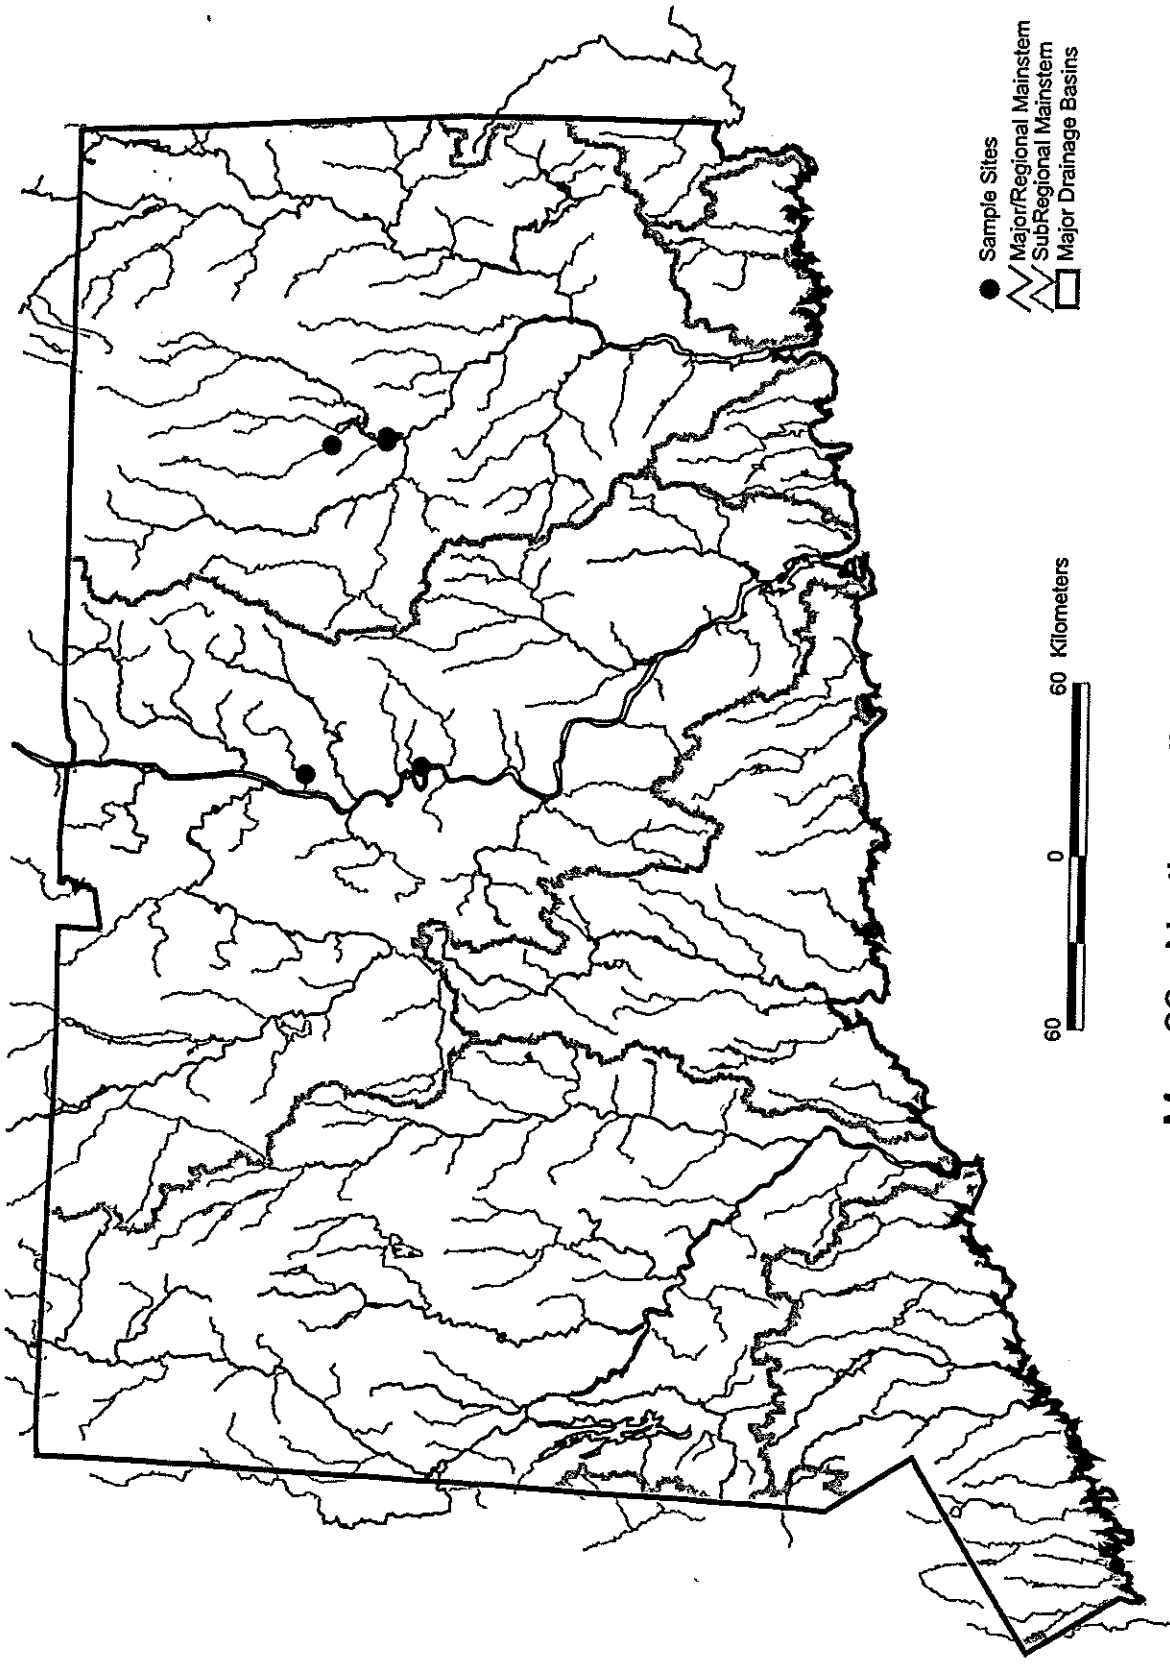 Sample Sites
Major/Regional Mainstem
SubRegional Mainstem
Major Drainage Basins
60 0 60 Kilometers